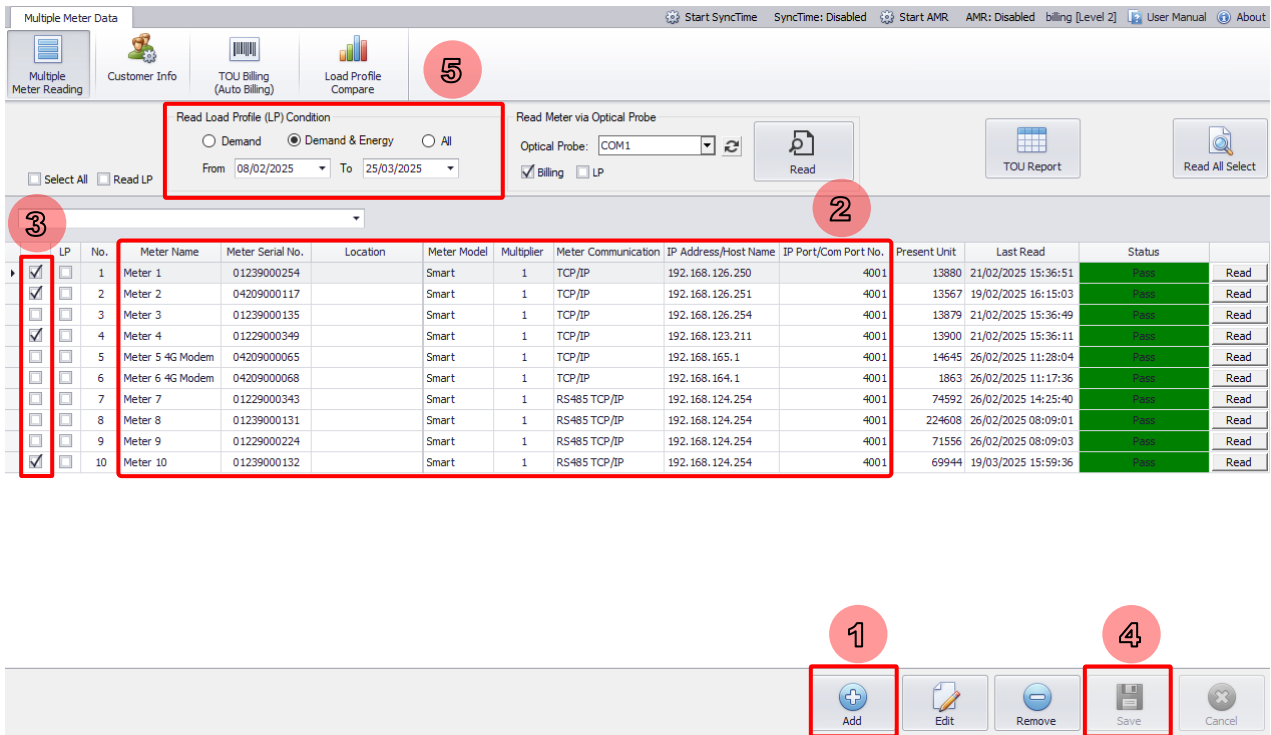 Multiple Meter Data Start SyncTime SyncTime: Disabled Start AMR AMR: Disabled billing [Level 2] User Manual About
Multiple Meter Reading
Customer Info
TOU Billing (Auto Billing)
Load Profile Compare
5
Read Load Profile (LP) Condition
Demand Demand & Energy All
From 08/02/2025 To 25/03/2025
Read Meter via Optical Probe
Optical Probe: COM1
Billing LP
Read
TOU Report
Read All Select
Select All Read LP
3
2
LP No. Meter Name Meter Serial No. Location Meter Model Multiplier Meter Communication IP Address/Host Name IP Port/Com Port No. Present Unit Last Read Status
1 Meter 1 01239000254 Smart 1 TCP/IP 192.168.126.250 4001 13880 21/02/2025 15:36:51 Pass Read
2 Meter 2 04209000117 Smart 1 TCP/IP 192.168.126.251 4001 13567 19/02/2025 16:15:03 Pass Read
3 Meter 3 01239000135 Smart 1 TCP/IP 192.168.126.254 4001 13879 21/02/2025 15:36:49 Pass Read
4 Meter 4 01229000349 Smart 1 TCP/IP 192.168.123.211 4001 13900 21/02/2025 15:36:11 Pass Read
5 Meter 5 4G Modem 04209000065 Smart 1 TCP/IP 192.168.165.1 4001 14645 26/02/2025 11:28:04 Pass Read
6 Meter 6 4G Modem 04209000068 Smart 1 TCP/IP 192.168.164.1 4001 1863 26/02/2025 11:17:36 Pass Read
7 Meter 7 01229000343 Smart 1 RS485 TCP/IP 192.168.124.254 4001 74592 26/02/2025 14:25:40 Pass Read
8 Meter 8 01239000131 Smart 1 RS485 TCP/IP 192.168.124.254 4001 224608 26/02/2025 08:09:01 Pass Read
9 Meter 9 01229000224 Smart 1 RS485 TCP/IP 192.168.124.254 4001 71556 26/02/2025 08:09:03 Pass Read
10 Meter 10 01239000132 Smart 1 RS485 TCP/IP 192.168.124.254 4001 69944 19/03/2025 15:59:36 Pass Read
1
4
Add Edit Remove Save Cancel